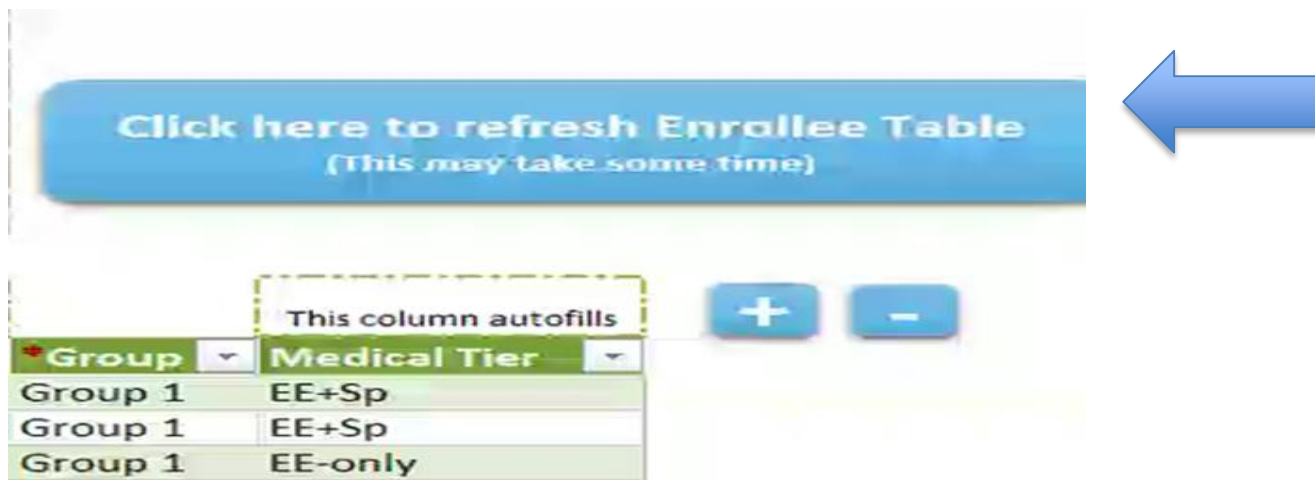 Click here to refresh Enrollee Table
(This may take some time)
This column autofills
+ -
*Group Medical Tier
Group 1 EE+Sp
Group 1 EE+Sp
Group 1 EE-only